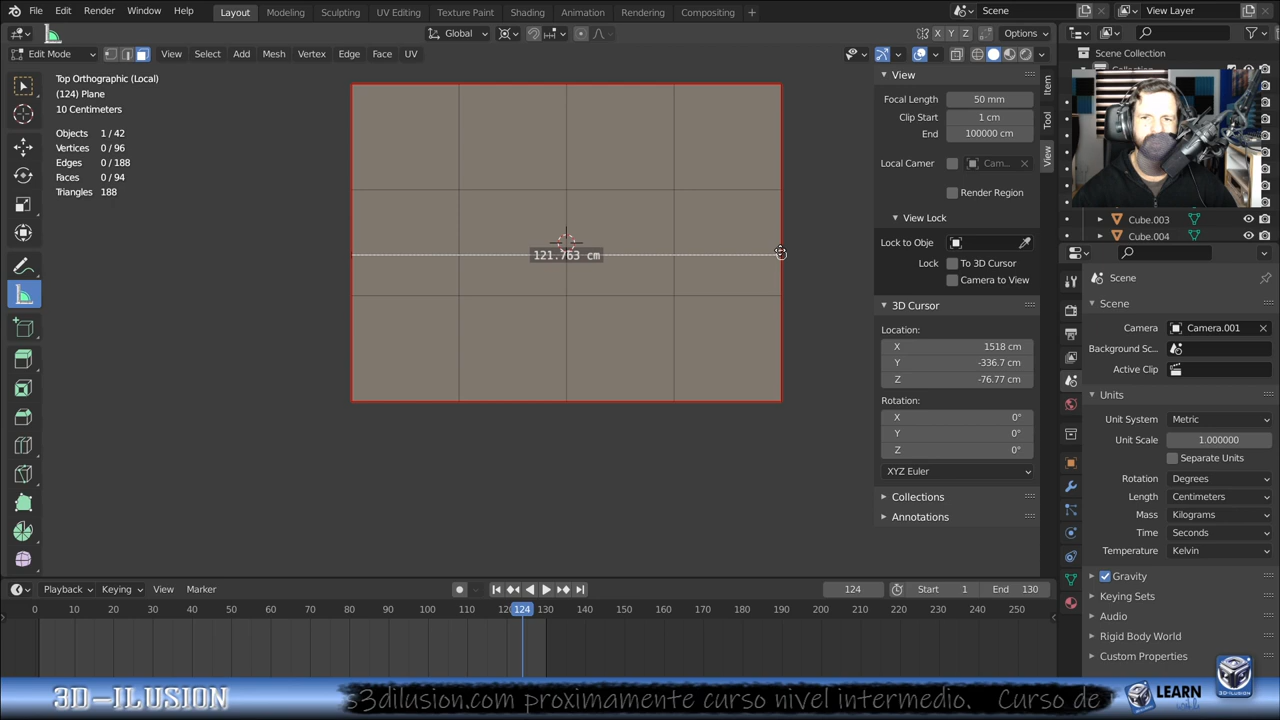 File Edit Render Window Help Layout Modeling Sculpting UV Editing Texture Paint Shading Animation Rendering Compositing + Scene View Layer
Global X Y Z Options
Edit Mode View Select Add Mesh Vertex Edge Face UV
Scene Collection
Top Orthographic (Local)
(124) Plane
10 Centimeters
Objects 1 / 42
Vertices 0 / 96
Edges 0 / 188
Faces 0 / 94
Triangles 188
121.763 cm
View
Focal Length 50 mm
Clip Start 1 cm
End 100000 cm
Local Camer Cam...
Render Region
View Lock
Lock to Obje
Lock To 3D Cursor
Camera to View
3D Cursor
Location:
X 1518 cm
Y -336.7 cm
Z -76.77 cm
Rotation:
X 0°
Y 0°
Z 0°
XYZ Euler
Collections
Annotations
Item
Tool
View
Cube.003
Cube.004
Scene
Scene
Camera Camera.001
Background Sc...
Active Clip
Units
Unit System Metric
Unit Scale 1.000000
Separate Units
Rotation Degrees
Length Centimeters
Mass Kilograms
Time Seconds
Temperature Kelvin
Gravity
Keying Sets
Audio
Rigid Body World
Custom Properties
Playback Keying View Marker 124 Start 1 End 130
0 10 20 30 40 50 60 70 80 90 100 110 124 130 140 150 160 170 180 190 200 210 220 230 240 250
3D-ILUSION 3dilusion.com proximamente curso nivel intermedio. Curso de LEARN
3D-ILUSION